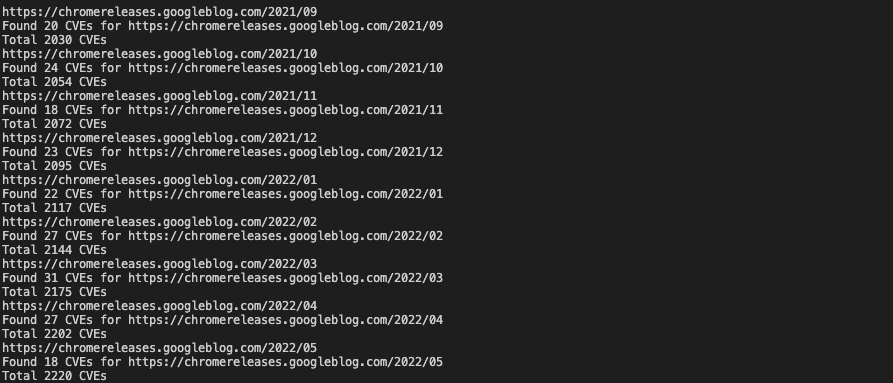 https://chromereleases.googleblog.com/2021/09
Found 20 CVEs for https://chromereleases.googleblog.com/2021/09
Total 2030 CVEs
https://chromereleases.googleblog.com/2021/10
Found 24 CVEs for https://chromereleases.googleblog.com/2021/10
Total 2054 CVEs
https://chromereleases.googleblog.com/2021/11
Found 18 CVEs for https://chromereleases.googleblog.com/2021/11
Total 2072 CVEs
https://chromereleases.googleblog.com/2021/12
Found 23 CVEs for https://chromereleases.googleblog.com/2021/12
Total 2095 CVEs
https://chromereleases.googleblog.com/2022/01
Found 22 CVEs for https://chromereleases.googleblog.com/2022/01
Total 2117 CVEs
https://chromereleases.googleblog.com/2022/02
Found 27 CVEs for https://chromereleases.googleblog.com/2022/02
Total 2144 CVEs
https://chromereleases.googleblog.com/2022/03
Found 31 CVEs for https://chromereleases.googleblog.com/2022/03
Total 2175 CVEs
https://chromereleases.googleblog.com/2022/04
Found 27 CVEs for https://chromereleases.googleblog.com/2022/04
Total 2202 CVEs
https://chromereleases.googleblog.com/2022/05
Found 18 CVEs for https://chromereleases.googleblog.com/2022/05
Total 2220 CVEs